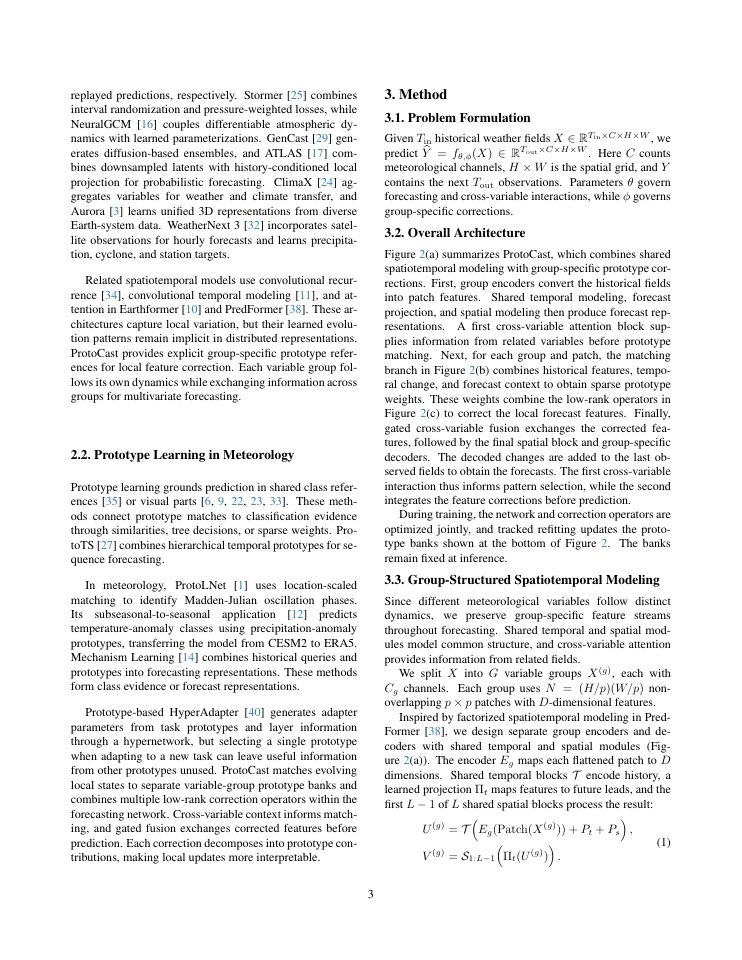 replayed predictions, respectively. Stormer [25] combines
interval randomization and pressure-weighted losses, while
NeuralGCM [16] couples differentiable atmospheric dy-
namics with learned parameterizations. GenCast [29] gen-
erates diffusion-based ensembles, and ATLAS [17] com-
bines downsampled latents with history-conditioned local
projection for probabilistic forecasting. ClimaX [24] ag-
gregates variables for weather and climate transfer, and
Aurora [3] learns unified 3D representations from diverse
Earth-system data. WeatherNext 3 [32] incorporates satel-
lite observations for hourly forecasts and learns precipita-
tion, cyclone, and station targets.
Related spatiotemporal models use convolutional recur-
rence [34], convolutional temporal modeling [11], and at-
tention in Earthformer [10] and PredFormer [38]. These ar-
chitectures capture local variation, but their learned evolu-
tion patterns remain implicit in distributed representations.
ProtoCast provides explicit group-specific prototype refer-
ences for local feature correction. Each variable group fol-
lows its own dynamics while exchanging information across
groups for multivariate forecasting.
2.2. Prototype Learning in Meteorology
Prototype learning grounds prediction in shared class refer-
ences [35] or visual parts [6, 9, 22, 23, 33]. These meth-
ods connect prototype matches to classification evidence
through similarities, tree decisions, or sparse weights. Pro-
toTS [27] combines hierarchical temporal prototypes for se-
quence forecasting.
In meteorology, ProtoLNet [1] uses location-scaled
matching to identify Madden-Julian oscillation phases.
Its subseasonal-to-seasonal application [12] predicts
temperature-anomaly classes using precipitation-anomaly
prototypes, transferring the model from CESM2 to ERA5.
Mechanism Learning [14] combines historical queries and
prototypes into forecasting representations. These methods
form class evidence or forecast representations.
Prototype-based HyperAdapter [40] generates adapter
parameters from task prototypes and layer information
through a hypernetwork, but selecting a single prototype
when adapting to a new task can leave useful information
from other prototypes unused. ProtoCast matches evolving
local states to separate variable-group prototype banks and
combines multiple low-rank correction operators within the
forecasting network. Cross-variable context informs match-
ing, and gated fusion exchanges corrected features before
prediction. Each correction decomposes into prototype con-
tributions, making local updates more interpretable.
3. Method
3.1. Problem Formulation
Given T_in historical weather fields X ∈ ℝ^{T_in×C×H×W}, we
predict Ŷ = f_{θ,ϕ}(X) ∈ ℝ^{T_out×C×H×W}. Here C counts
meteorological channels, H × W is the spatial grid, and Y
contains the next T_out observations. Parameters θ govern
forecasting and cross-variable interactions, while ϕ governs
group-specific corrections.
3.2. Overall Architecture
Figure 2(a) summarizes ProtoCast, which combines shared
spatiotemporal modeling with group-specific prototype cor-
rections. First, group encoders convert the historical fields
into patch features. Shared temporal modeling, forecast
projection, and spatial modeling then produce forecast rep-
resentations. A first cross-variable attention block sup-
plies information from related variables before prototype
matching. Next, for each group and patch, the matching
branch in Figure 2(b) combines historical features, tempo-
ral change, and forecast context to obtain sparse prototype
weights. These weights combine the low-rank operators in
Figure 2(c) to correct the local forecast features. Finally,
gated cross-variable fusion exchanges the corrected fea-
tures, followed by the final spatial block and group-specific
decoders. The decoded changes are added to the last ob-
served fields to obtain the forecasts. The first cross-variable
interaction thus informs pattern selection, while the second
integrates the feature corrections before prediction.
During training, the network and correction operators are
optimized jointly, and tracked refitting updates the proto-
type banks shown at the bottom of Figure 2. The banks
remain fixed at inference.
3.3. Group-Structured Spatiotemporal Modeling
Since different meteorological variables follow distinct
dynamics, we preserve group-specific feature streams
throughout forecasting. Shared temporal and spatial mod-
ules model common structure, and cross-variable attention
provides information from related fields.
We split X into G variable groups X^{(g)}, each with
C_g channels. Each group uses N = (H/p)(W/p) non-
overlapping p × p patches with D-dimensional features.
Inspired by factorized spatiotemporal modeling in Pred-
Former [38], we design separate group encoders and de-
coders with shared temporal and spatial modules (Fig-
ure 2(a)). The encoder E_g maps each flattened patch to D
dimensions. Shared temporal blocks 𝒯 encode history, a
learned projection Π_t maps features to future leads, and the
first L − 1 of L shared spatial blocks process the result:
U^{(g)} = 𝒯(E_g(Patch(X^{(g)})) + P_t + P_s),
(1)
V^{(g)} = 𝒮_{1:L−1}(Π_t(U^{(g)})).
3